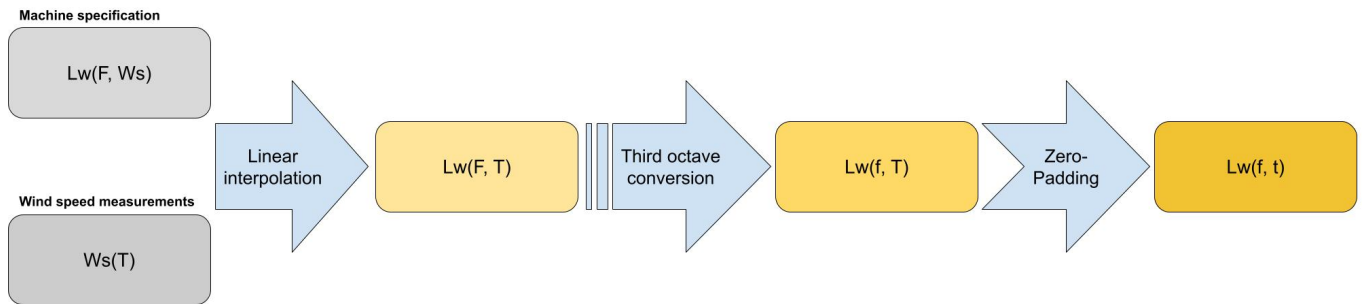 Machine specification
Lw(F, Ws)
Wind speed measurements
Ws(T)
Linear
interpolation
Lw(F, T)
Third octave
conversion
Lw(f, T)
Zero-
Padding
Lw(f, t)